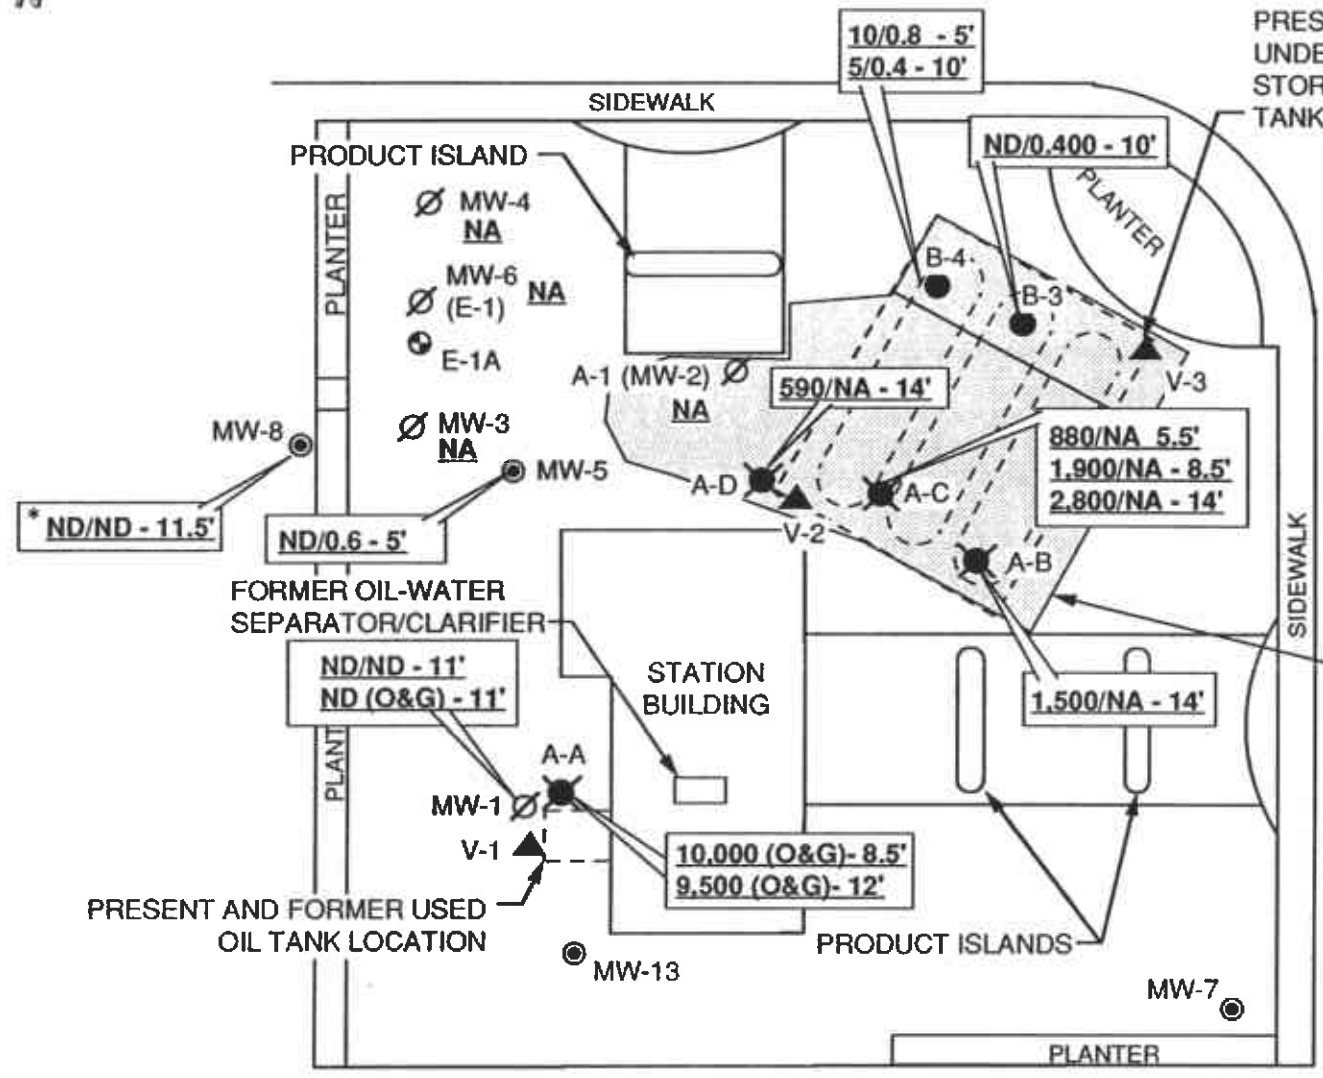 10/0.8 - 5'
5/0.4 - 10'
PRES
UNDE
STOR
TANK
SIDEWALK
ND/0.400 - 10'
PRODUCT ISLAND
PLANTER
PLANTER
MW-4
NA
MW-6
(E-1)
NA
B-4
B-3
E-1A
A-1 (MW-2)
NA
590/NA - 14'
V-3
MW-8
MW-3
NA
MW-5
880/NA 5.5'
1,900/NA - 8.5'
2,800/NA - 14'
A-D
A-C
V-2
* ND/ND - 11.5'
ND/0.6 - 5'
A-B
SIDEWALK
FORMER OIL-WATER
SEPARATOR/CLARIFIER
ND/ND - 11'
ND (O&G) - 11'
STATION
BUILDING
1,500/NA - 14'
PLANT
A-A
MW-1
V-1
10,000 (O&G)- 8.5'
9,500 (O&G)- 12'
PRESENT AND FORMER USED
OIL TANK LOCATION
PRODUCT ISLANDS
MW-13
MW-7
PLANTER